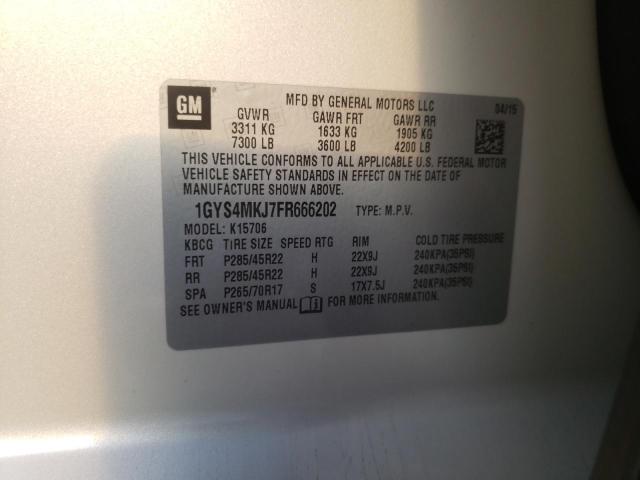 GM
MFD BY GENERAL MOTORS LLC 04/15
GVWR GAWR FRT GAWR RR
3311 KG 1633 KG 1905 KG
7300 LB 3600 LB 4200 LB
THIS VEHICLE CONFORMS TO ALL APPLICABLE U.S. FEDERAL MOTOR
VEHICLE SAFETY STANDARDS IN EFFECT ON THE DATE OF
MANUFACTURE SHOWN ABOVE.
1GYS4MKJ7FR666202 TYPE: M.P.V.
MODEL: K15706
KBCG TIRE SIZE SPEED RTG RIM COLD TIRE PRESSURE
FRT P285/45R22 H 22X9J 240KPA(35PSI)
RR P285/45R22 H 22X9J 240KPA(35PSI)
SPA P265/70R17 S 17X7.5J 240KPA(35PSI)
SEE OWNER'S MANUAL FOR MORE INFORMATION.